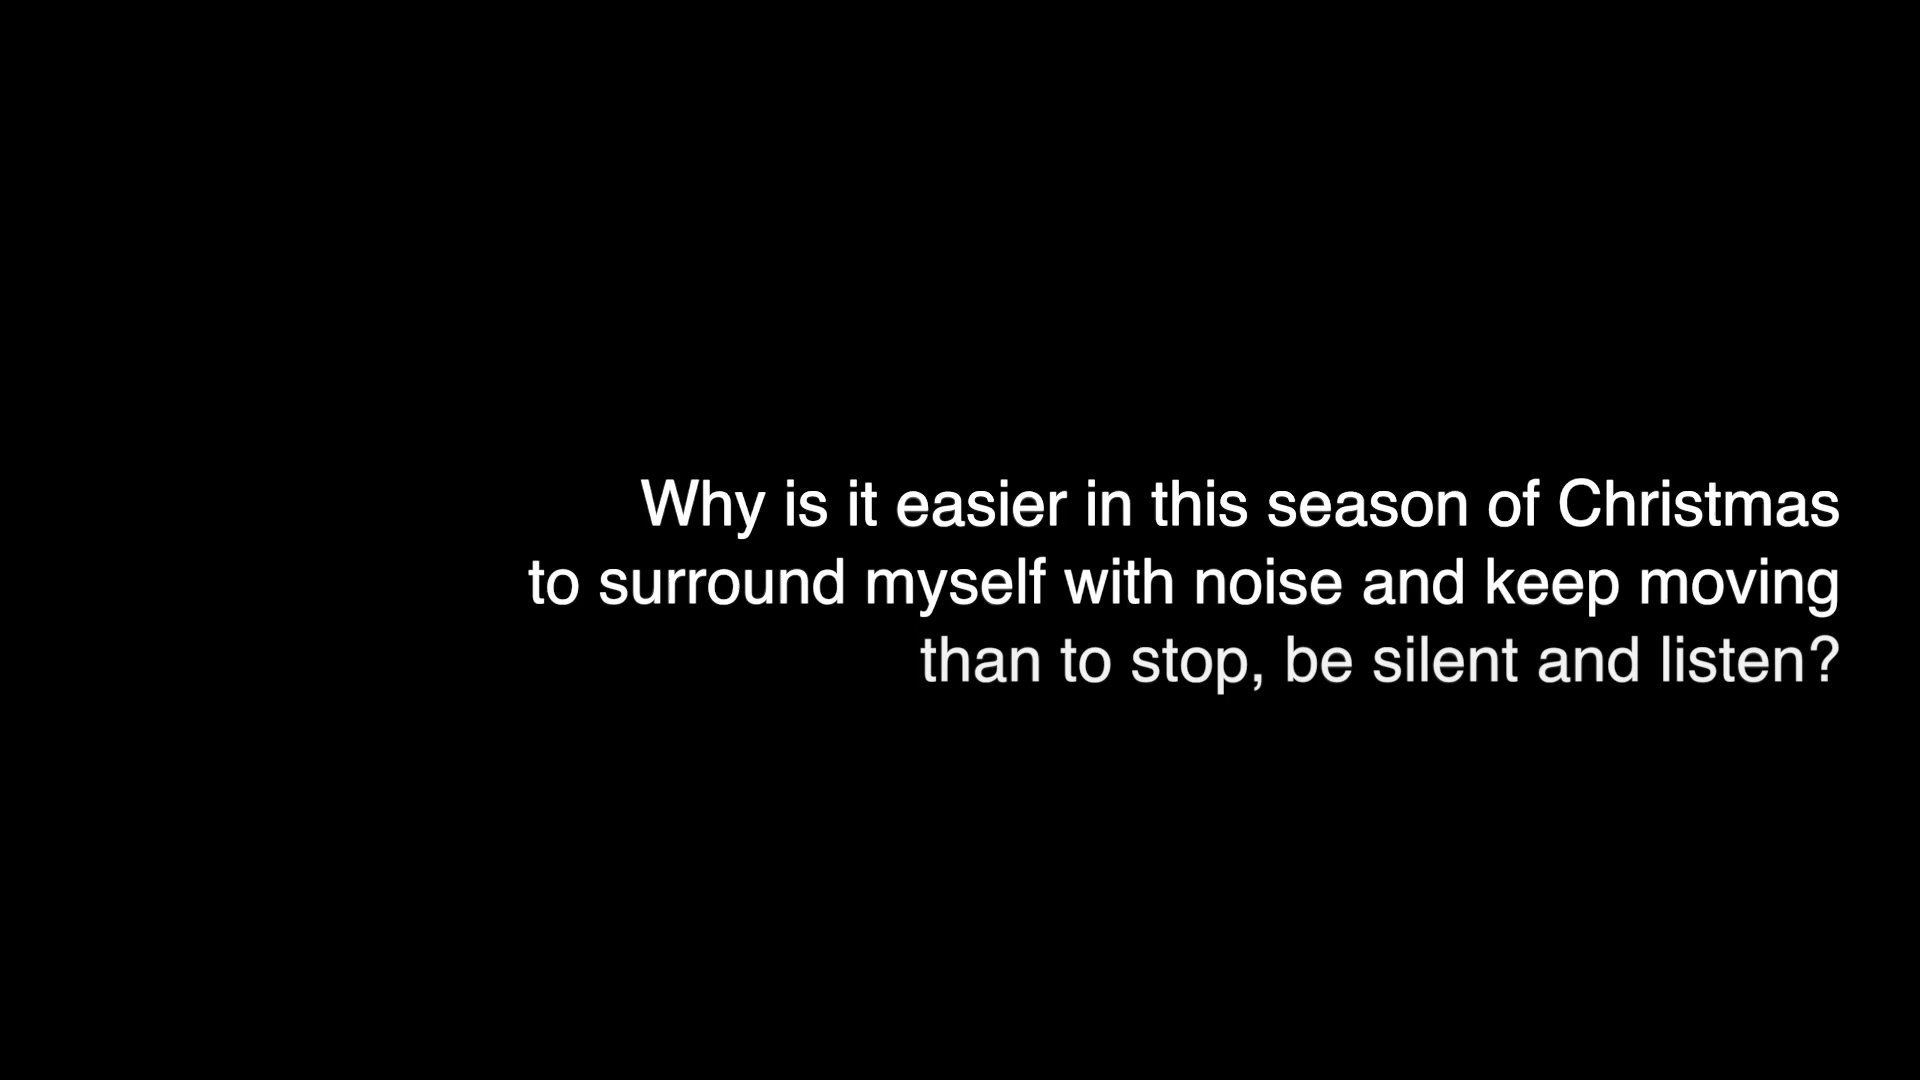 Why is it easier in this season of Christmas
to surround myself with noise and keep moving
than to stop, be silent and listen?